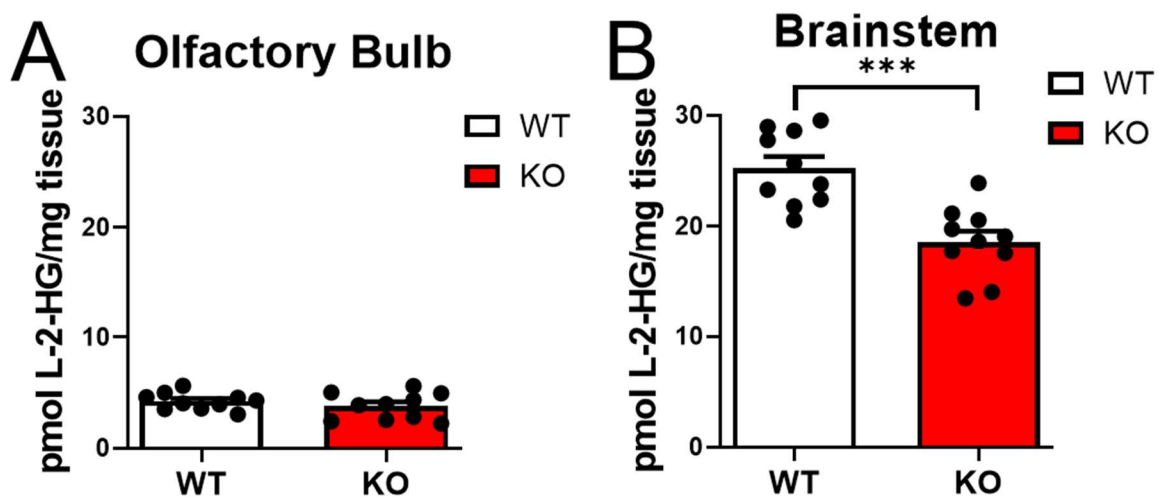 A
Olfactory Bulb
pmol L-2-HG/mg tissue
30
20
10
0
WT
KO
WT
KO
B
Brainstem
***
pmol L-2-HG/mg tissue
30
20
10
0
WT
KO
WT
KO